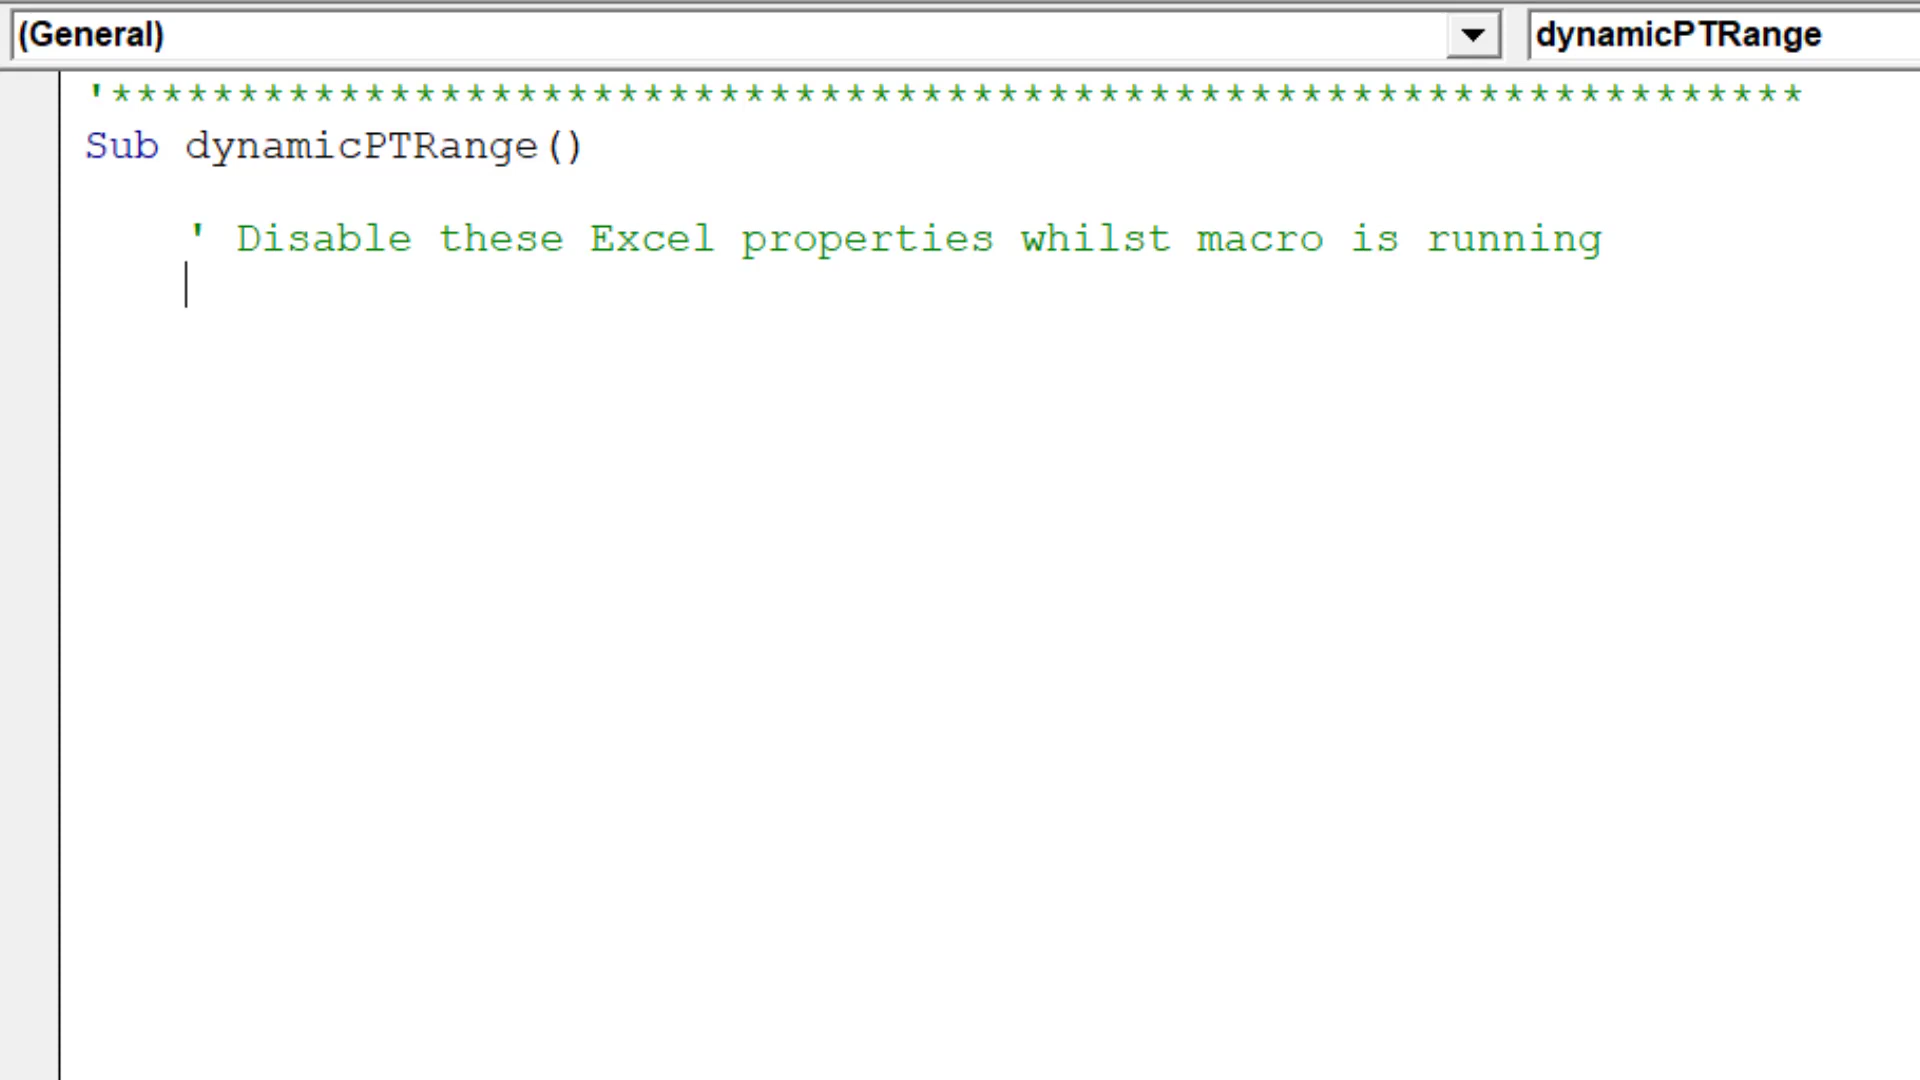 (General) dynamicPTRange
'*******************************************************************
Sub dynamicPTRange()
' Disable these Excel properties whilst macro is running